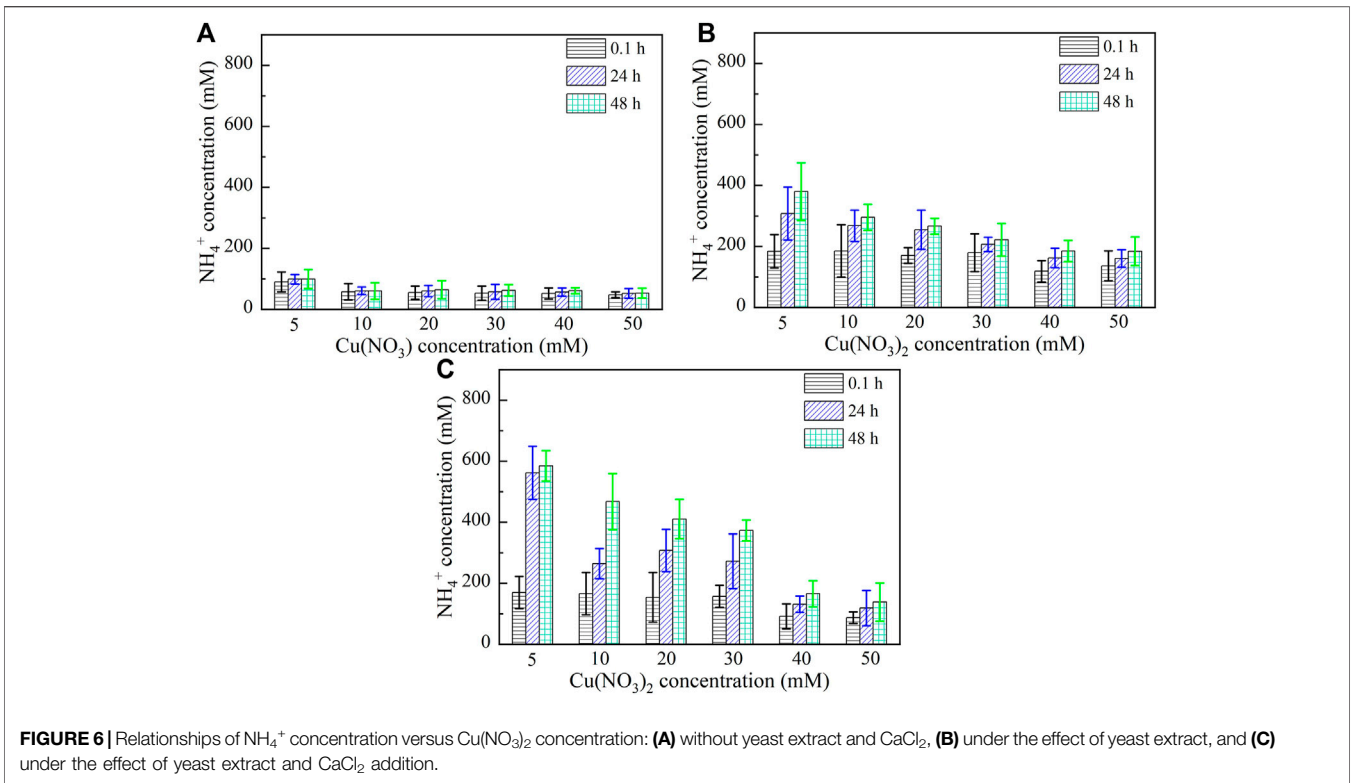 A
NH₄⁺ concentration (mM)
800
600
400
200
0
0.1 h
24 h
48 h
5 10 20 30 40 50
Cu(NO₃) concentration (mM)
B
NH₄⁺ concentration (mM)
800
600
400
200
0
0.1 h
24 h
48 h
5 10 20 30 40 50
Cu(NO₃)₂ concentration (mM)
C
NH₄⁺ concentration (mM)
800
600
400
200
0
0.1 h
24 h
48 h
5 10 20 30 40 50
Cu(NO₃)₂ concentration (mM)
FIGURE 6 | Relationships of NH₄⁺ concentration versus Cu(NO₃)₂ concentration: (A) without yeast extract and CaCl₂, (B) under the effect of yeast extract, and (C)
under the effect of yeast extract and CaCl₂ addition.